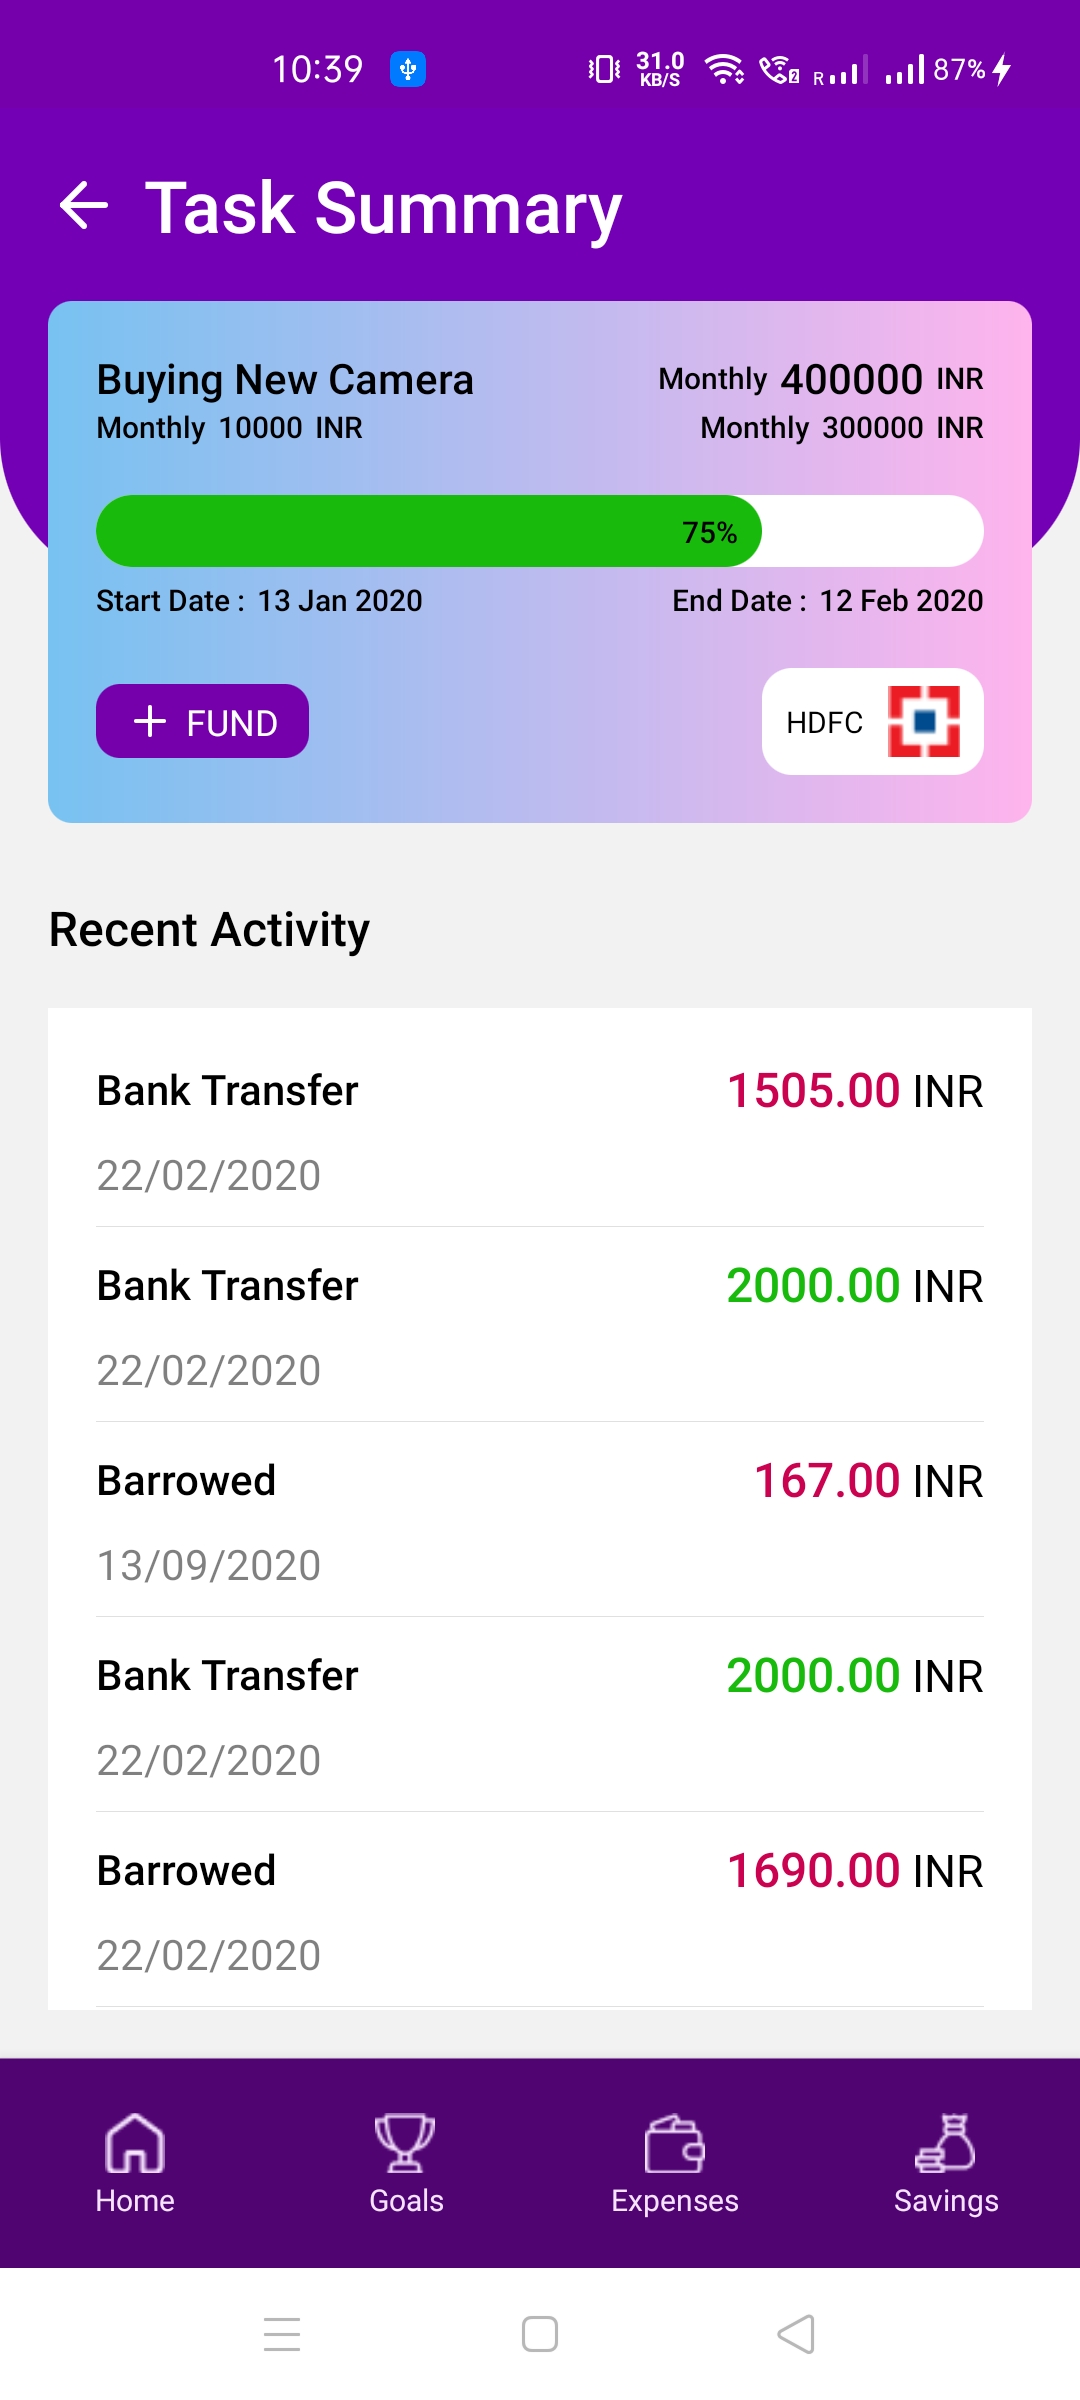 10:39 31.0 KB/S 2 R 87%
Task Summary
Buying New Camera Monthly 400000 INR
Monthly 10000 INR Monthly 300000 INR
75%
Start Date : 13 Jan 2020 End Date : 12 Feb 2020
+ FUND HDFC
Recent Activity
Bank Transfer 1505.00 INR
22/02/2020
Bank Transfer 2000.00 INR
22/02/2020
Barrowed 167.00 INR
13/09/2020
Bank Transfer 2000.00 INR
22/02/2020
Barrowed 1690.00 INR
22/02/2020
Home Goals Expenses Savings